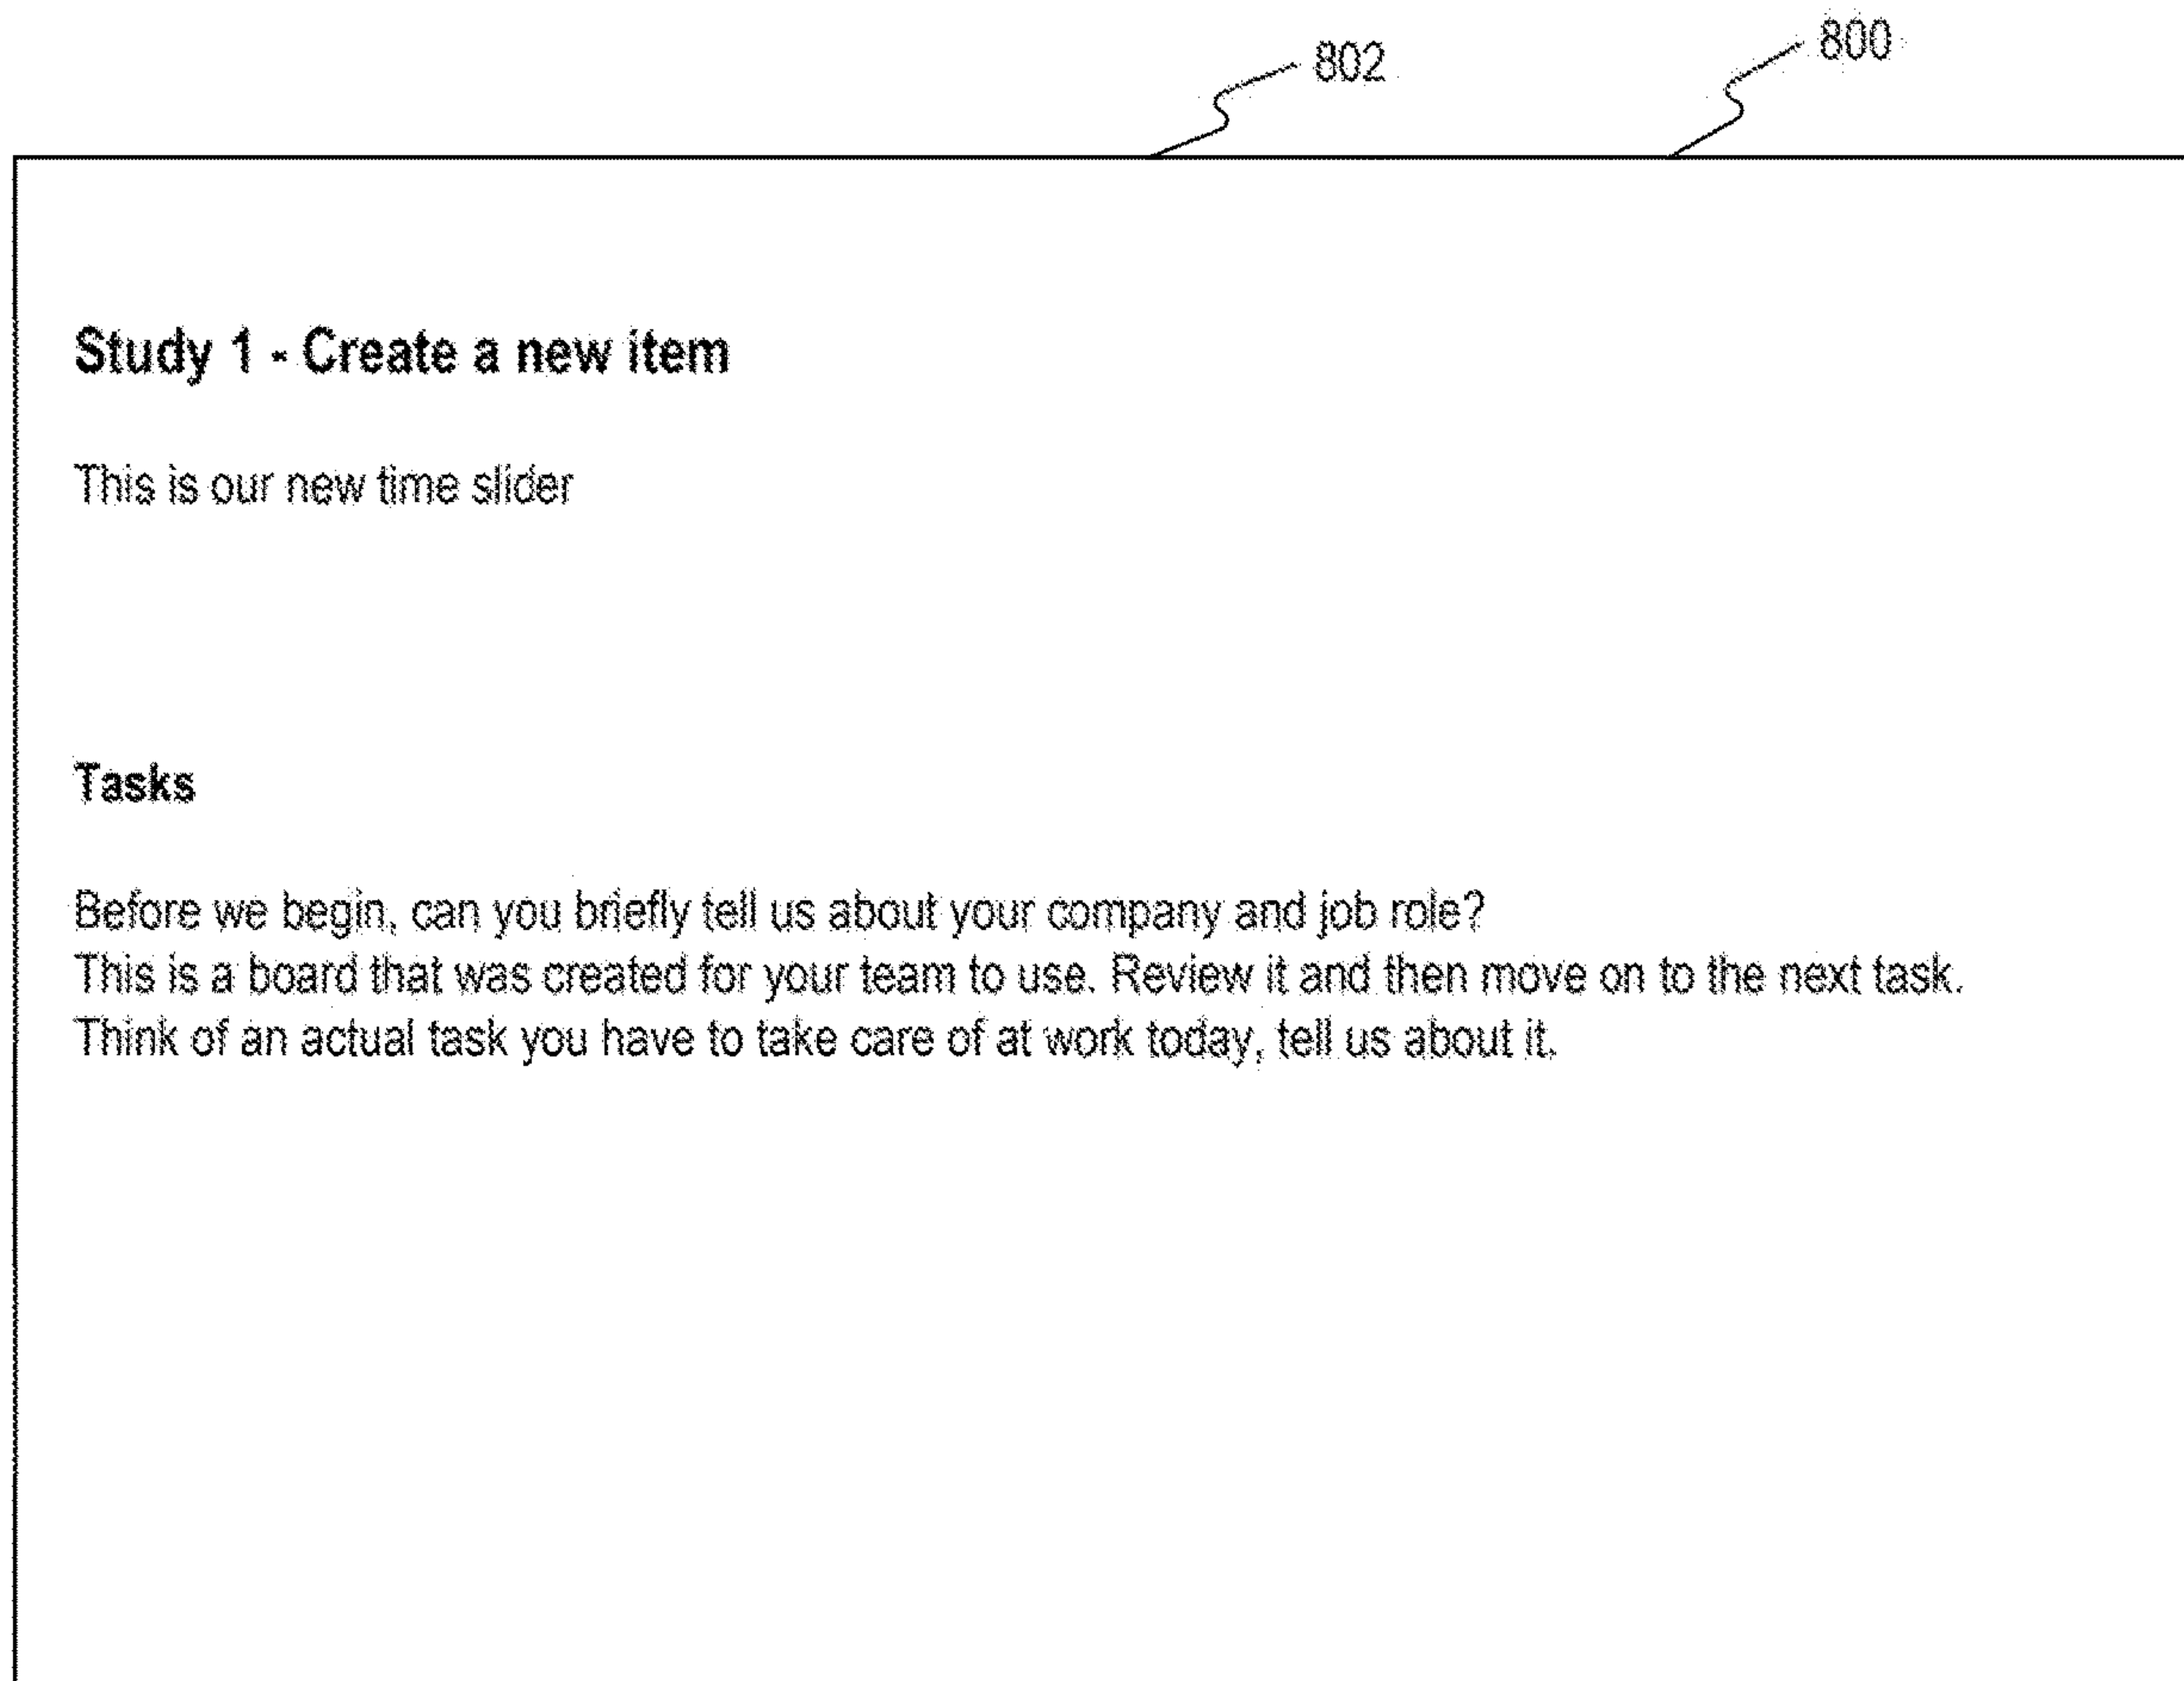 802
800
Study 1 - Create a new item
This is our new time slider
Tasks
Before we begin, can you briefly tell us about your company and job role?
This is a board that was created for your team to use. Review it and then move on to the next task.
Think of an actual task you have to take care of at work today, tell us about it.